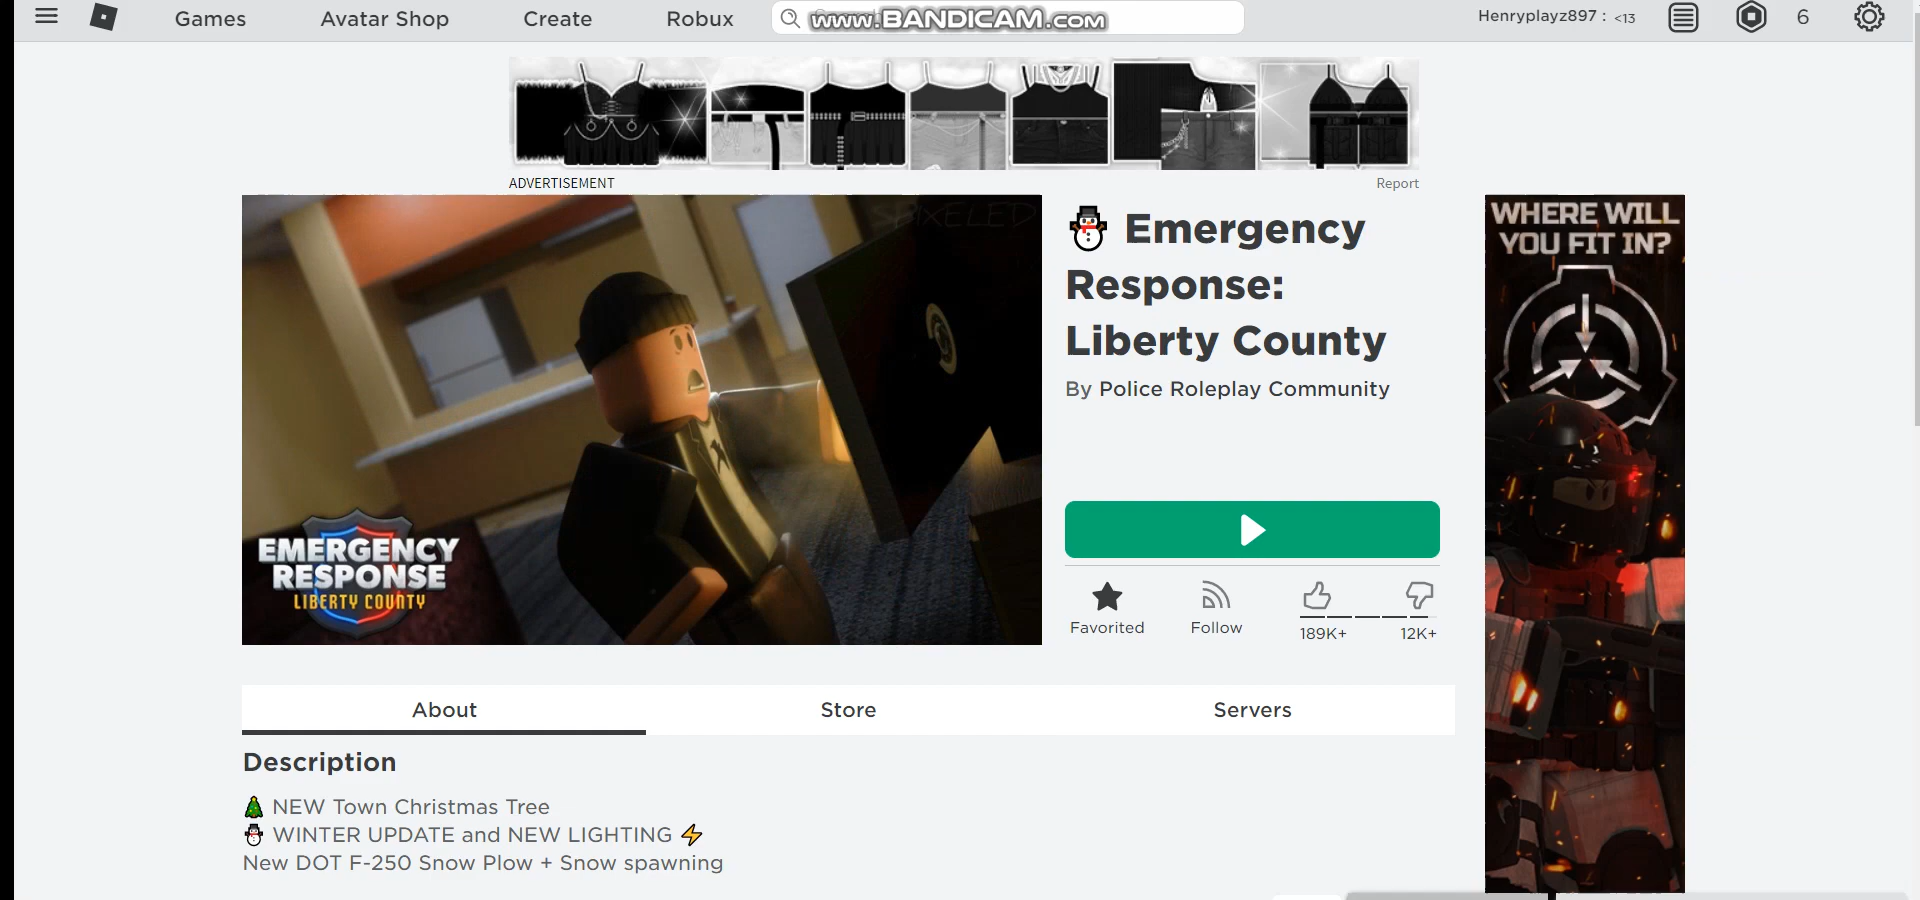 Games Avatar Shop Create Robux www.BANDICAM.com Henryplayz897 : <13 6
ADVERTISEMENT Report
SPIXELED
WHERE WILL
YOU FIT IN?
⛄ Emergency
Response:
Liberty County
By Police Roleplay Community
EMERGENCY
RESPONSE
LIBERTY COUNTY
Favorited Follow 189K+ 12K+
About Store Servers
Description
🎄 NEW Town Christmas Tree
⛄ WINTER UPDATE and NEW LIGHTING ⚡
New DOT F-250 Snow Plow + Snow spawning